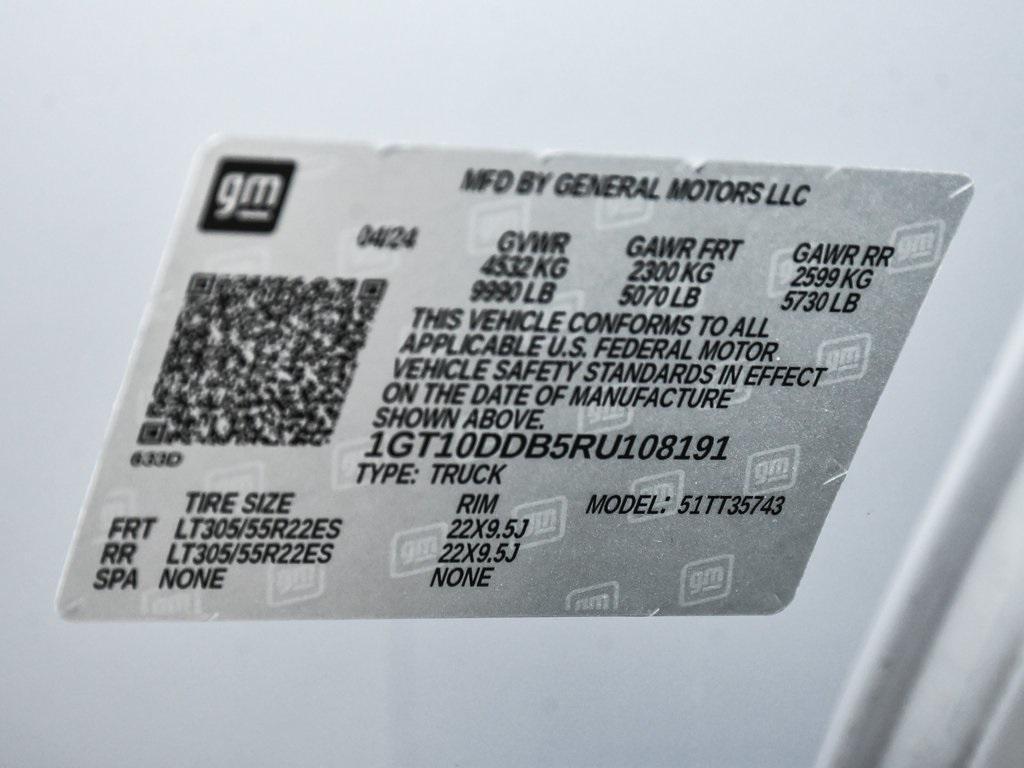 gm
MFD BY GENERAL MOTORS LLC
04/24 GVWR GAWR FRT GAWR RR
4532 KG 2300 KG 2599 KG
9990 LB 5070 LB 5730 LB
THIS VEHICLE CONFORMS TO ALL
APPLICABLE U.S. FEDERAL MOTOR
VEHICLE SAFETY STANDARDS IN EFFECT
ON THE DATE OF MANUFACTURE
SHOWN ABOVE.
633D
1GT10DDB5RU108191
TYPE: TRUCK
TIRE SIZE RIM MODEL: 51TT35743
FRT LT305/55R22ES 22X9.5J
RR LT305/55R22ES 22X9.5J
SPA NONE NONE